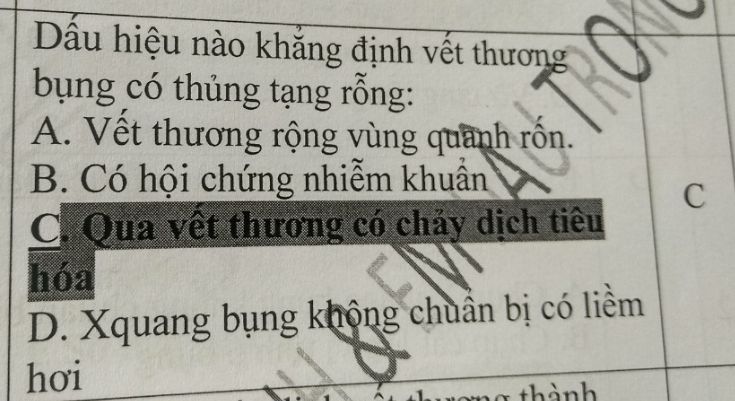 Dấu hiệu nào khẳng định vết thương
bụng có thủng tạng rỗng:
A. Vết thương rộng vùng quanh rốn.
B. Có hội chứng nhiễm khuẩn
C. Qua vết thương có chảy dịch tiêu
hóa
C
D. Xquang bụng không chuẩn bị có liềm
hơi
thành